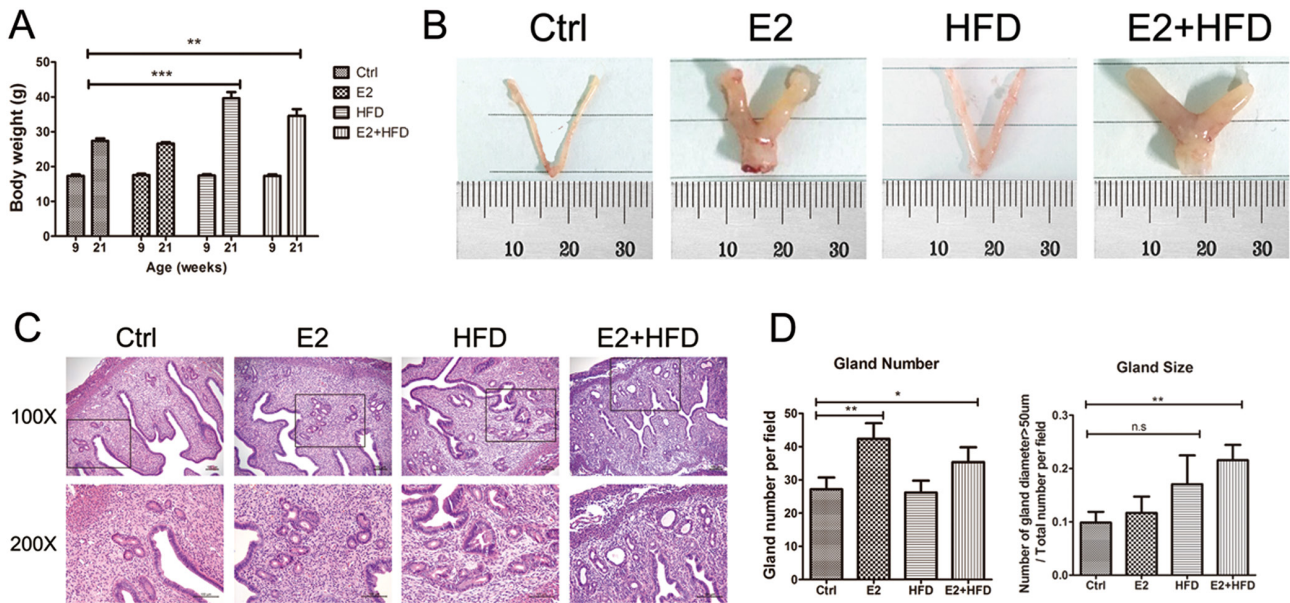 A
**
***
Body weight (g)
50
40
30
20
10
0
9 21 9 21 9 21 9 21
Age (weeks)
Ctrl
E2
HFD
E2+HFD
B
Ctrl E2 HFD E2+HFD
10 20 30 10 20 30 10 20 30 10 20 30
C
Ctrl E2 HFD E2+HFD
100X
200X
D
Gland Number
*
**
Gland number per field
50
40
30
20
10
0
Ctrl E2 HFD E2+HFD
Gland Size
**
n.s
Number of gland diameter>50um
/ Total number per field
0.3
0.2
0.1
0.0
Ctrl E2 HFD E2+HFD